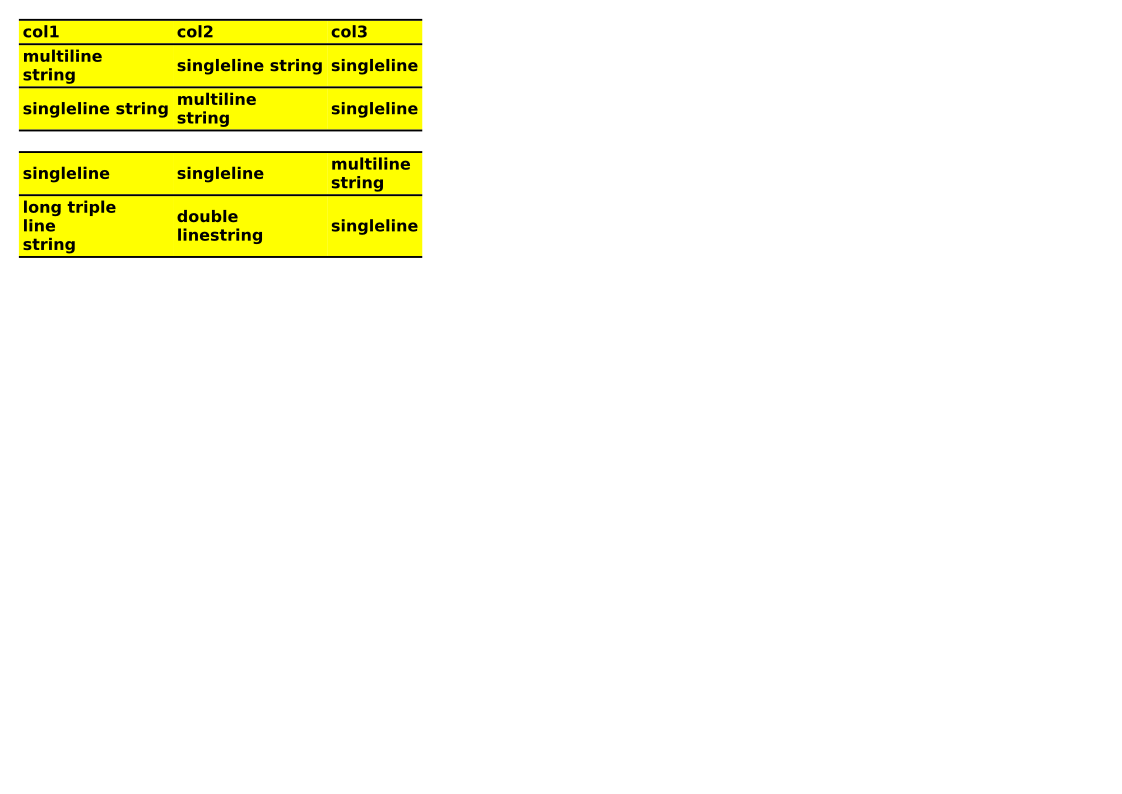 col1 col2 col3
multiline
string
singleline string singleline
singleline string
multiline
string
singleline
singleline singleline
multiline
string
long triple
line
string
double
linestring
singleline